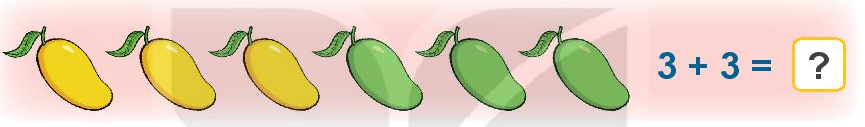 3 + 3 = ?